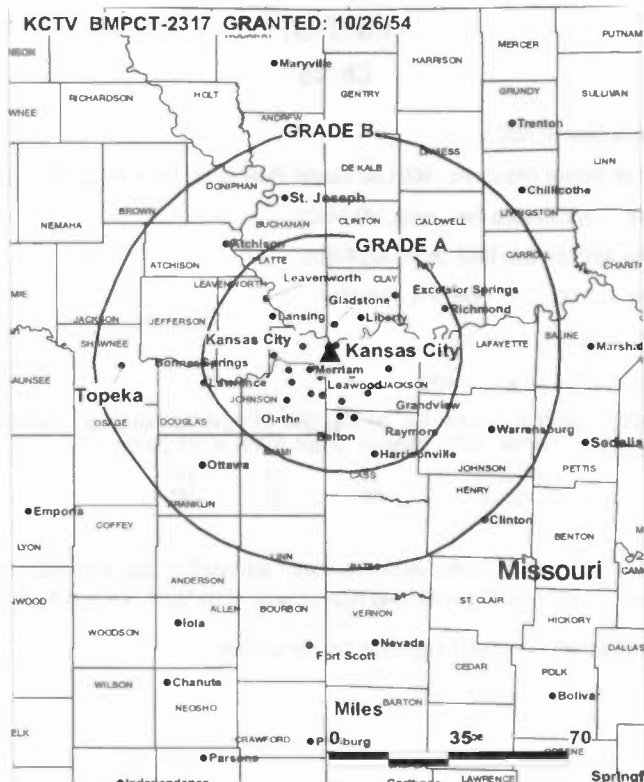 KCTV BMPCT-2317 GRANTED: 10/26/54
MERCER
PUTNAM
HARRISON
Maryville
HOLT
GENTRY
GRUNDY
SULLIVAN
RICHARDSON
ANDREW
Trenton
GRADE B
DE KALB
LINN
DONIPHAN
St. Joseph
Chillicothe
BROWN
BUCHANAN
CLINTON
CALDWELL
LIVINGSTON
NEMAHA
Atchison
GRADE A
PLATTE
RAY
CARROLL
ATCHISON
Leavenworth
CLAY
LEAVENWORTH
Gladstone
Excelsior Springs
JACKSON
JEFFERSON
Lansing
Liberty
Richmond
SALINE
SHAWNEE
Kansas City
Kansas City
LAFAYETTE
Bonner Springs
Merriam
Topeka
Lawrence
Leawood
JACKSON
JOHNSON
Grandview
OSAGE
DOUGLAS
Olathe
Raymore
Warrensburg
Sedalia
Belton
MIAMI
Harrisonville
JOHNSON
PETTIS
Ottawa
CASS
HENRY
Emporia
FRANKLIN
Clinton
COFFEY
BENTON
LYON
LINN
BATES
Missouri
ANDERSON
ST. CLAIR
ALLEN
BOURBON
VERNON
HICKORY
WOODSON
Iola
DALLAS
Nevada
Fort Scott
CEDAR
POLK
WILSON
Chanute
Bolivar
NEOSHO
BARTON
Miles
CRAWFORD
0 35 70
Parsons
Independence
LAWRENCE